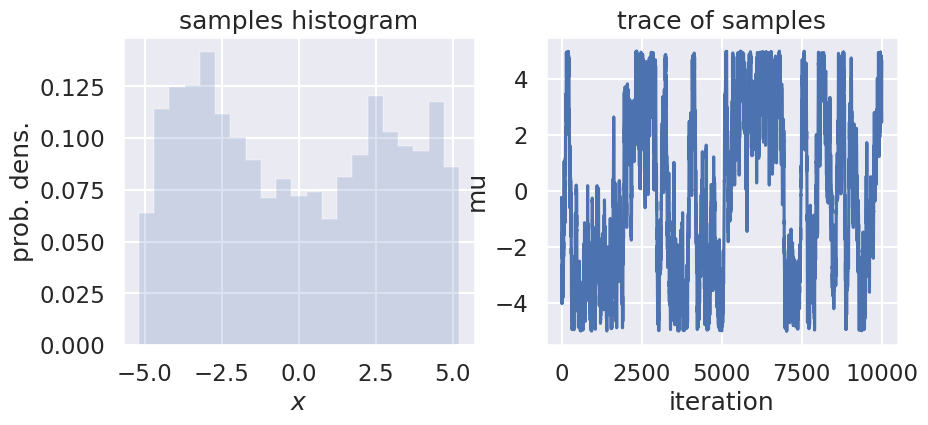 samples histogram
prob. dens.
0.125
0.100
0.075
0.050
0.025
0.000
−5.0 −2.5 0.0 2.5 5.0
x
trace of samples
mu
4
2
0
−2
−4
0 2500 5000 7500 10000
iteration